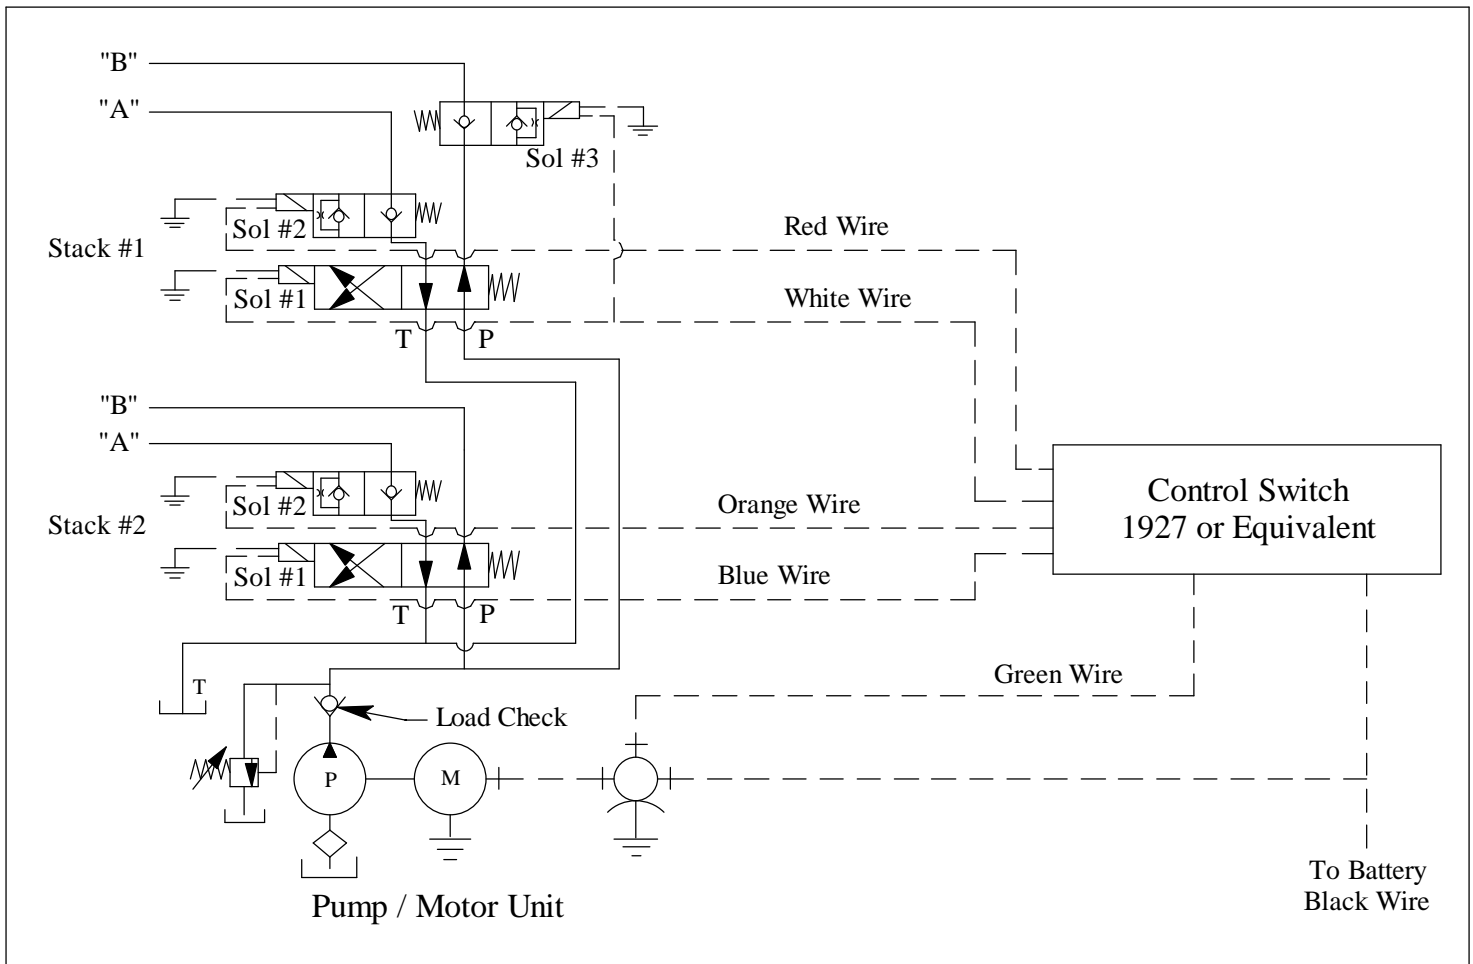 "B"
"A"
Sol #3
Sol #2
Red Wire
Stack #1
Sol #1
White Wire
T
P
"B"
"A"
Sol #2
Orange Wire
Control Switch
1927 or Equivalent
Stack #2
Sol #1
Blue Wire
T
P
Green Wire
T
Load Check
P
M
To Battery
Black Wire
Pump / Motor Unit